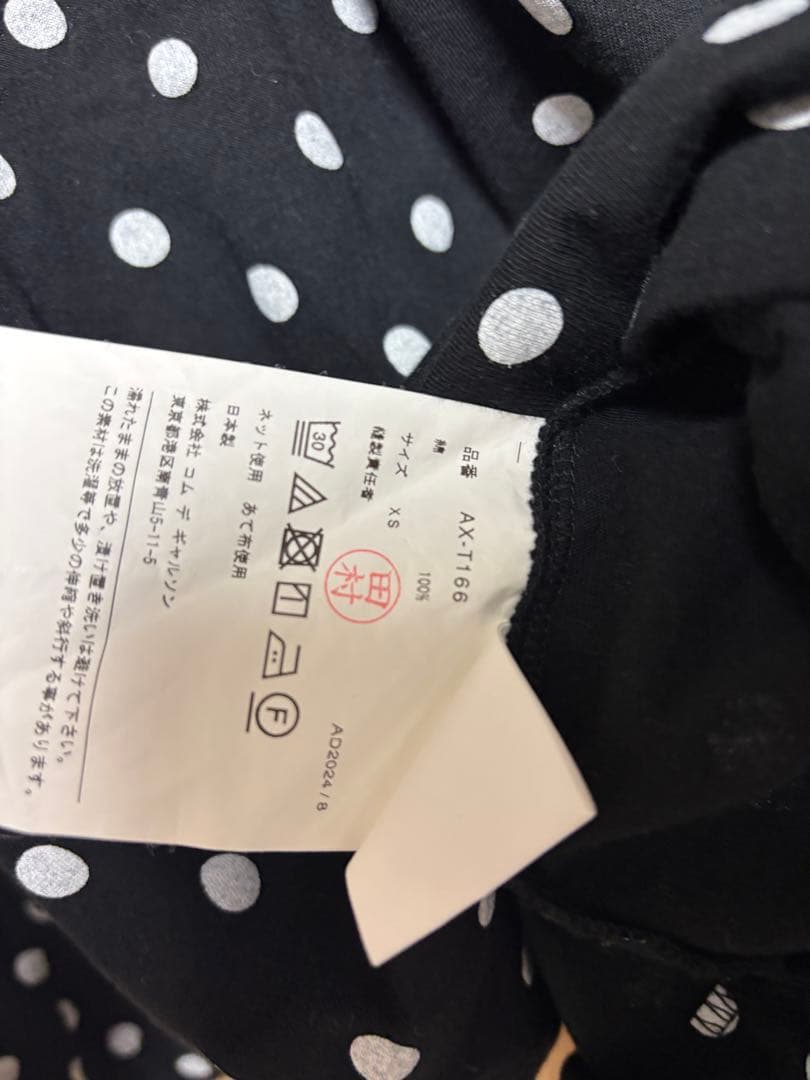 品番 AX-T166
綿 100%
サイズ XS
縫製責任者 田村
30
F
AD2024/8
ネット使用 あて布使用
日本製
株式会社 コム デ ギャルソン
東京都港区南青山5-11-5
濡れたままの放置や、漬け置き洗いは避けて下さい。
この素材は洗濯等で多少の伸縮や斜行する事があります。